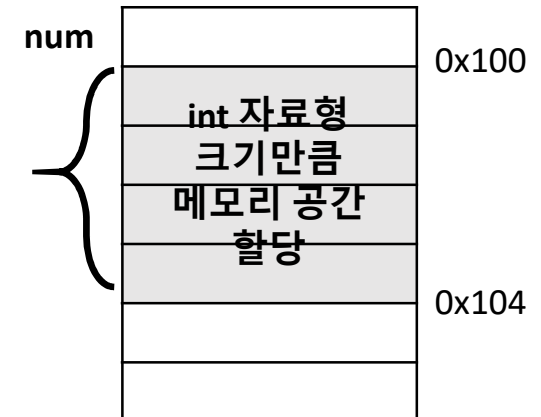 num
0x100
int 자료형
크기만큼
메모리 공간
할당
0x104